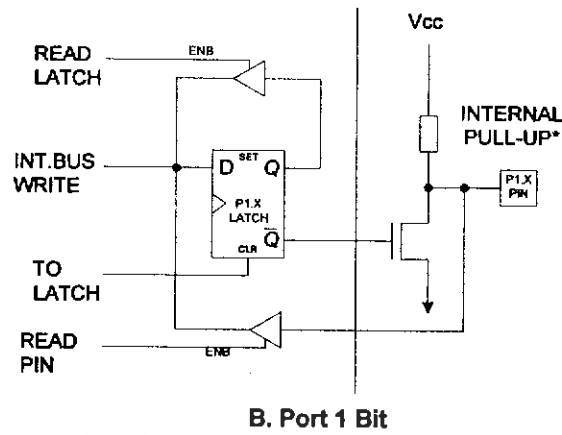 READ
LATCH
ENB
Vcc
INTERNAL
PULL-UP*
INT.BUS
WRITE
D
SET
Q
P1.X
LATCH
Q̅
CLR
P1.X
PIN
TO
LATCH
READ
PIN
ENB
B. Port 1 Bit